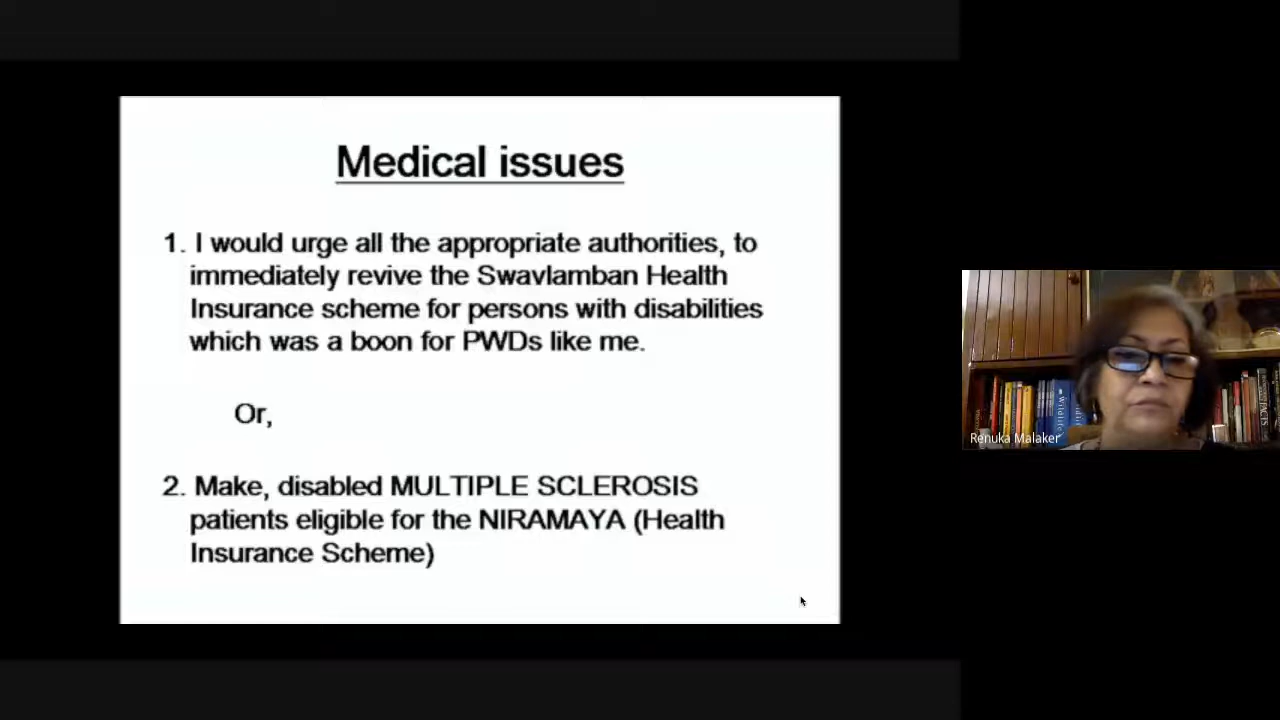 Medical issues
1. I would urge all the appropriate authorities, to
immediately revive the Swavlamban Health
Insurance scheme for persons with disabilities
which was a boon for PWDs like me.
Or,
2. Make, disabled MULTIPLE SCLEROSIS
patients eligible for the NIRAMAYA (Health
Insurance Scheme)
Wildlife
FACTS
Renuka Malaker